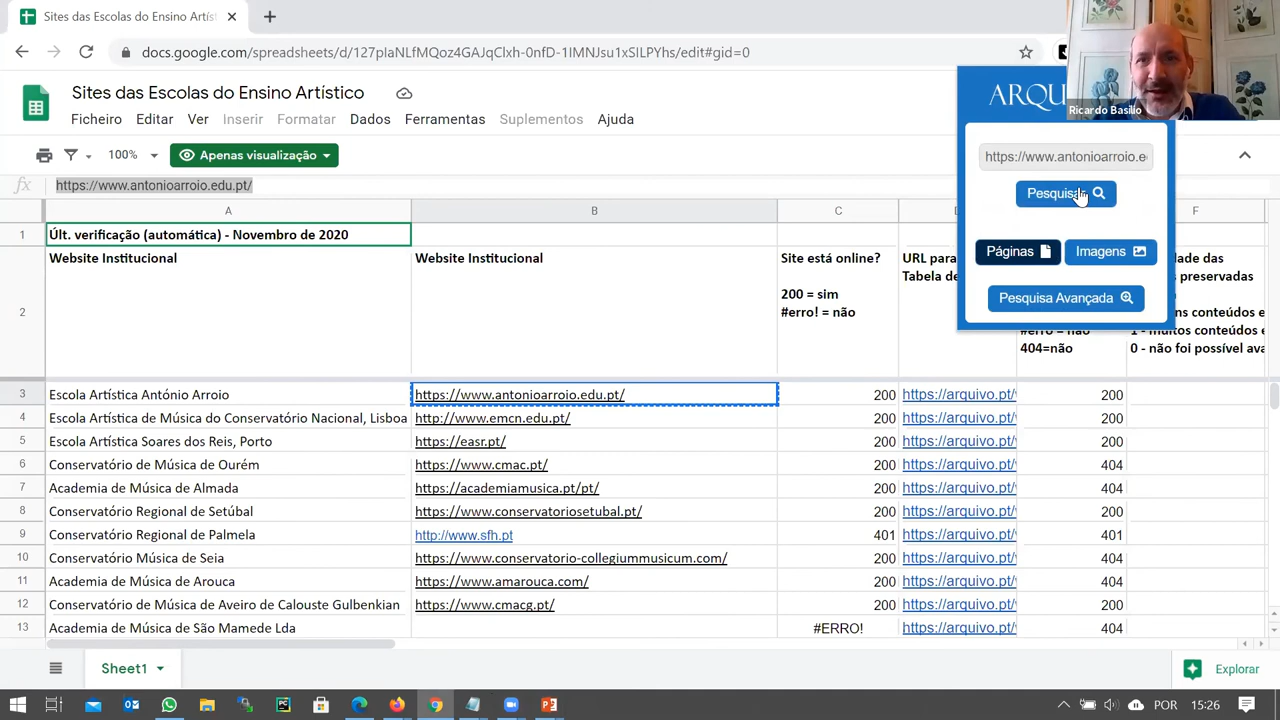 Sites das Escolas do Ensino Artíst
docs.google.com/spreadsheets/d/127pIaNLfMQoz4GAJqClxh-0nfD-1lMNJsu1xSILPYhs/edit#gid=0
Sites das Escolas do Ensino Artístico
Ficheiro Editar Ver Inserir Formatar Dados Ferramentas Suplementos Ajuda
100% Apenas visualização
fx https://www.antonioarroio.edu.pt/
ARQU
Ricardo Basílio
https://www.antonioarroio.e
Pesquisar
Páginas Imagens
Pesquisa Avançada
A B C F
1 Últ. verificação (automática) - Novembro de 2020
2 Website Institucional Website Institucional Site está online? URL para
Tabela de
200 = sim
#erro! = não
#erro = não
404=não
dade das
s preservadas
ns conteúdos e
1 - muitos conteúdos e
0 - não foi possível ava
3 Escola Artística António Arroio https://www.antonioarroio.edu.pt/ 200 https://arquivo.pt/ 200
4 Escola Artística de Música do Conservatório Nacional, Lisboa http://www.emcn.edu.pt/ 200 https://arquivo.pt/ 200
5 Escola Artística Soares dos Reis, Porto https://easr.pt/ 200 https://arquivo.pt/ 200
6 Conservatório de Música de Ourém https://www.cmac.pt/ 200 https://arquivo.pt/ 404
7 Academia de Música de Almada https://academiamusica.pt/pt/ 200 https://arquivo.pt/ 404
8 Conservatório Regional de Setúbal https://www.conservatoriosetubal.pt/ 200 https://arquivo.pt/ 200
9 Conservatório Regional de Palmela http://www.sfh.pt 401 https://arquivo.pt/ 401
10 Conservatório Música de Seia https://www.conservatorio-collegiummusicum.com/ 200 https://arquivo.pt/ 404
11 Academia de Música de Arouca https://www.amarouca.com/ 200 https://arquivo.pt/ 404
12 Conservatório de Música de Aveiro de Calouste Gulbenkian https://www.cmacg.pt/ 200 https://arquivo.pt/ 200
13 Academia de Música de São Mamede Lda #ERRO! https://arquivo.pt/ 404
Sheet1 Explorar
POR 15:26